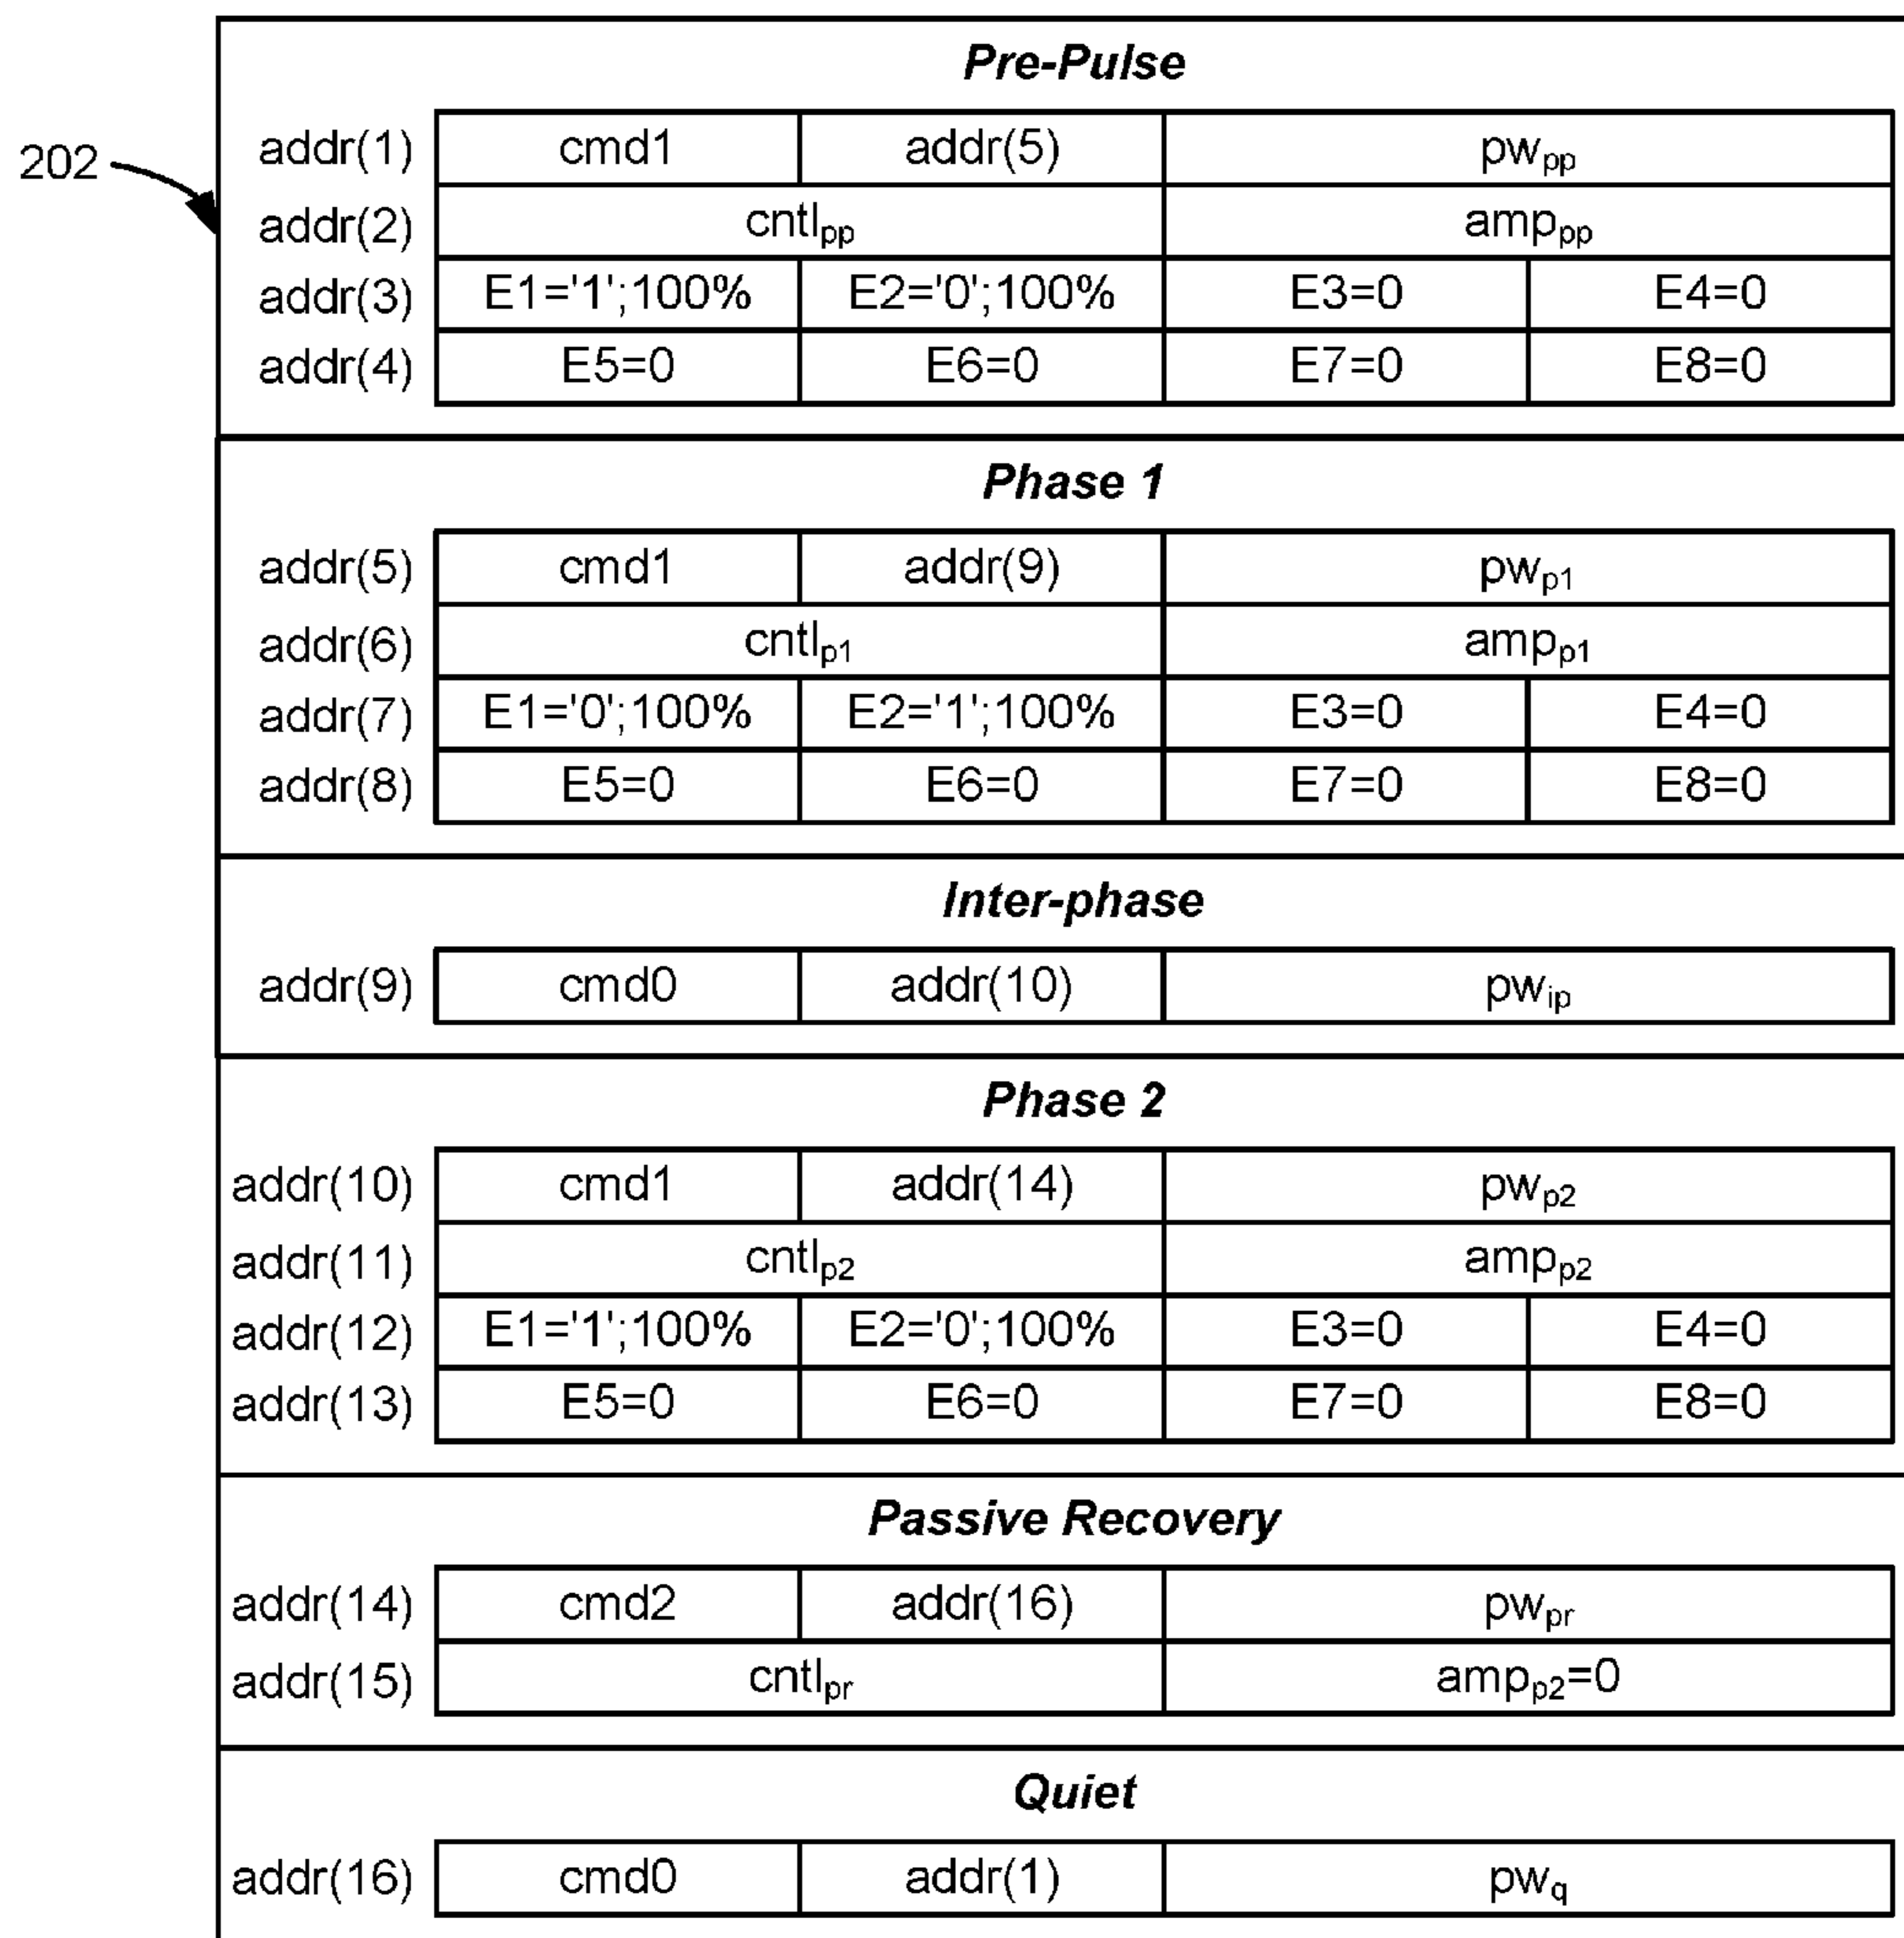 Pre-Pulse
202
addr(1) cmd1 addr(5) pwpp
addr(2) cntlpp amppp
addr(3) E1='1';100% E2='0';100% E3=0 E4=0
addr(4) E5=0 E6=0 E7=0 E8=0
Phase 1
addr(5) cmd1 addr(9) pwp1
addr(6) cntlp1 ampp1
addr(7) E1='0';100% E2='1';100% E3=0 E4=0
addr(8) E5=0 E6=0 E7=0 E8=0
Inter-phase
addr(9) cmd0 addr(10) pwip
Phase 2
addr(10) cmd1 addr(14) pwp2
addr(11) cntlp2 ampp2
addr(12) E1='1';100% E2='0';100% E3=0 E4=0
addr(13) E5=0 E6=0 E7=0 E8=0
Passive Recovery
addr(14) cmd2 addr(16) pwpr
addr(15) cntlpr ampp2=0
Quiet
addr(16) cmd0 addr(1) pwq